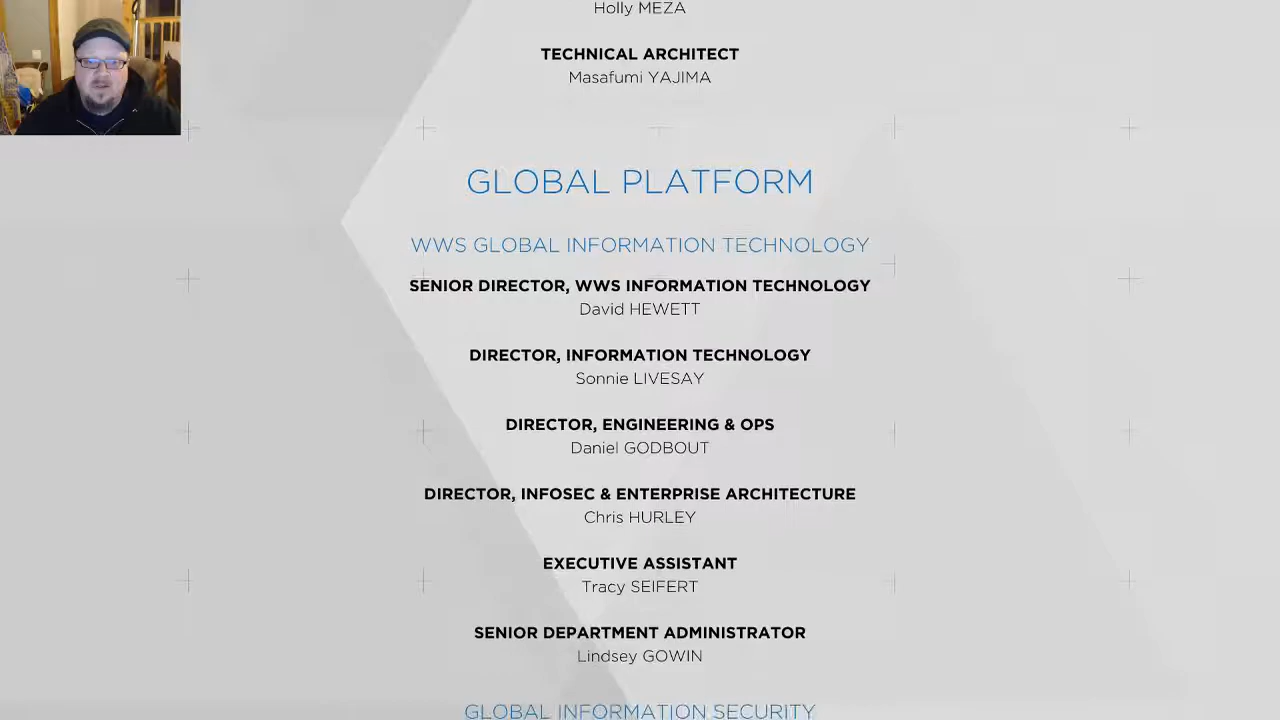 Holly MEZA
TECHNICAL ARCHITECT
Masafumi YAJIMA
GLOBAL PLATFORM
WWS GLOBAL INFORMATION TECHNOLOGY
SENIOR DIRECTOR, WWS INFORMATION TECHNOLOGY
David HEWETT
DIRECTOR, INFORMATION TECHNOLOGY
Sonnie LIVESAY
DIRECTOR, ENGINEERING & OPS
Daniel GODBOUT
DIRECTOR, INFOSEC & ENTERPRISE ARCHITECTURE
Chris HURLEY
EXECUTIVE ASSISTANT
Tracy SEIFERT
SENIOR DEPARTMENT ADMINISTRATOR
Lindsey GOWIN
GLOBAL INFORMATION SECURITY